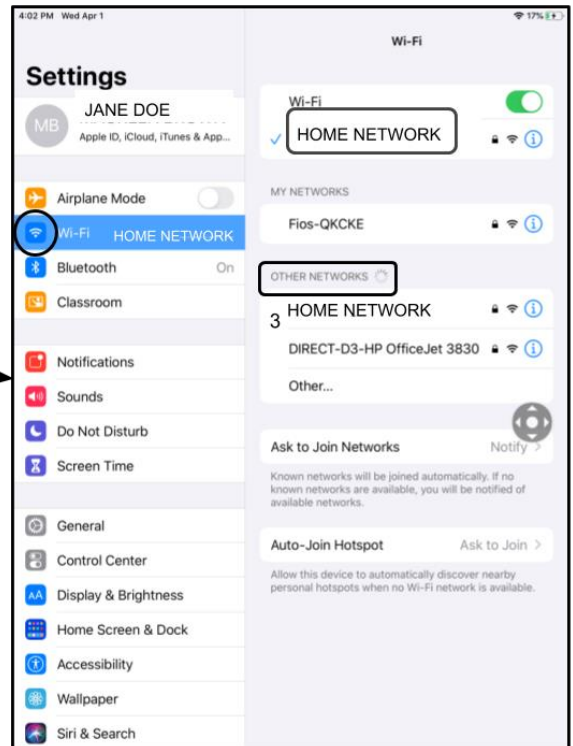 4:02 PM Wed Apr 1
17%
Settings
MB
JANE DOE
Apple ID, iCloud, iTunes & App...
Airplane Mode
Wi-Fi HOME NETWORK
Bluetooth On
Classroom
Notifications
Sounds
Do Not Disturb
Screen Time
General
Control Center
AA Display & Brightness
Home Screen & Dock
Accessibility
Wallpaper
Siri & Search
Wi-Fi
Wi-Fi
HOME NETWORK
MY NETWORKS
Fios-QKCKE
OTHER NETWORKS
3 HOME NETWORK
DIRECT-D3-HP OfficeJet 3830
Other...
Ask to Join Networks Notify >
Known networks will be joined automatically. If no
known networks are available, you will be notified of
available networks.
Auto-Join Hotspot Ask to Join >
Allow this device to automatically discover nearby
personal hotspots when no Wi-Fi network is available.